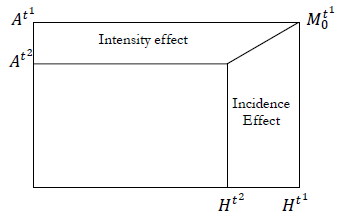 A^{t1}
M_0^{t1}
Intensity effect
A^{t2}
Incidence
Effect
H^{t2}
H^{t1}